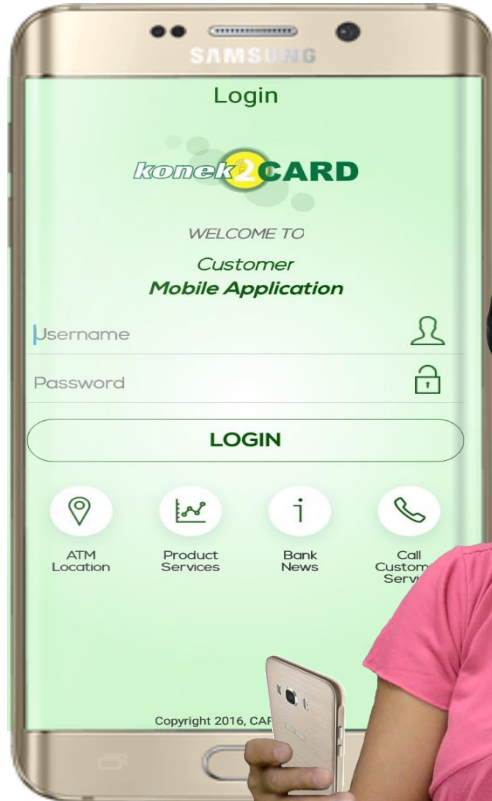 SAMSUNG
Login
konek2CARD
WELCOME TO
Customer
Mobile Application
Username
Password
LOGIN
ATM
Location
Product
Services
Bank
News
Call
Customer
Copyright 2016,